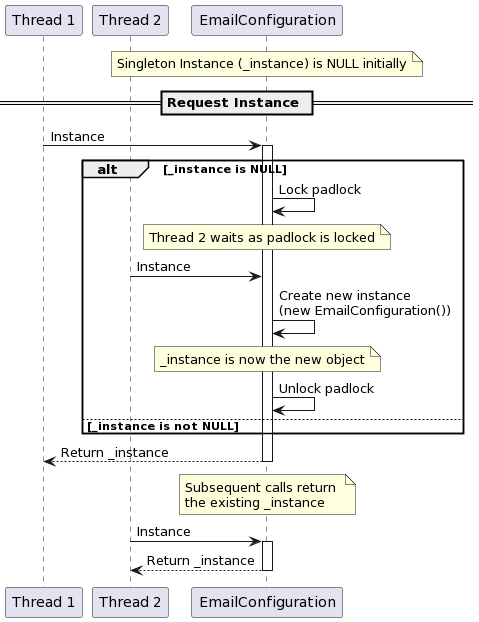 Thread 1 Thread 2 EmailConfiguration
Singleton Instance (_instance) is NULL initially
Request Instance
Instance
alt [_instance is NULL]
Lock padlock
Thread 2 waits as padlock is locked
Instance
Create new instance
(new EmailConfiguration())
_instance is now the new object
Unlock padlock
[_instance is not NULL]
Return _instance
Subsequent calls return
the existing _instance
Instance
Return _instance
Thread 1 Thread 2 EmailConfiguration